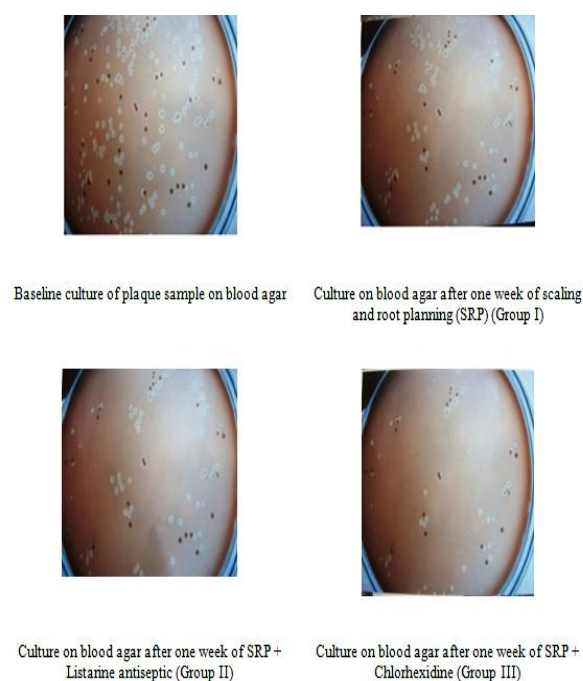 Baseline culture of plaque sample on blood agar
Culture on blood agar after one week of scaling
and root planning (SRP) (Group I)
Culture on blood agar after one week of SRP +
Listarine antiseptic (Group II)
Culture on blood agar after one week of SRP +
Chlorhexidine (Group III)